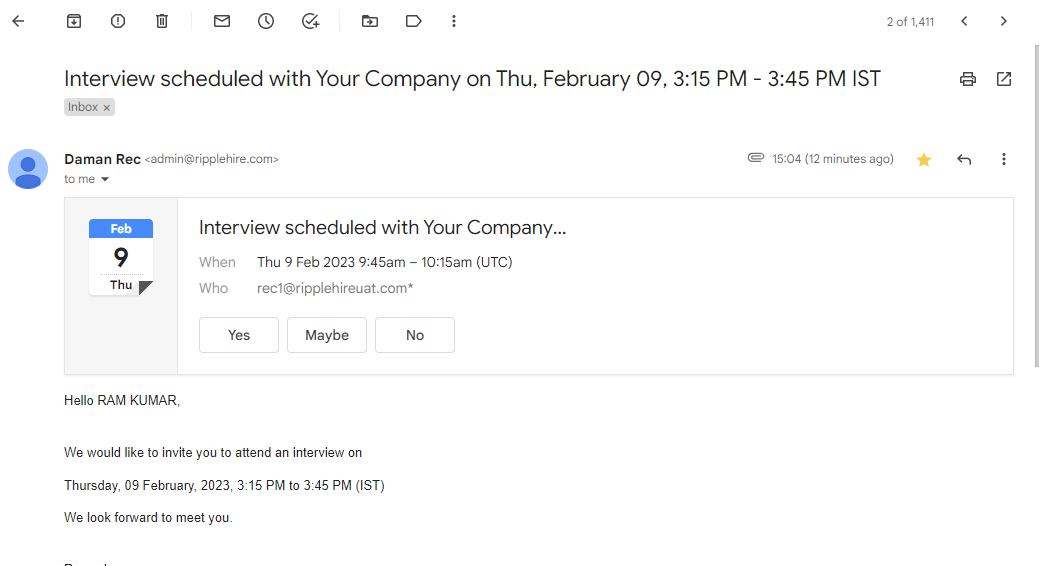 2 of 1,411
Interview scheduled with Your Company on Thu, February 09, 3:15 PM - 3:45 PM IST
Inbox ×
Daman Rec <admin@ripplehire.com>
15:04 (12 minutes ago)
to me
Feb
9
Thu
Interview scheduled with Your Company...
When Thu 9 Feb 2023 9:45am – 10:15am (UTC)
Who rec1@ripplehireuat.com*
Yes Maybe No
Hello RAM KUMAR,
We would like to invite you to attend an interview on
Thursday, 09 February, 2023, 3:15 PM to 3:45 PM (IST)
We look forward to meet you.